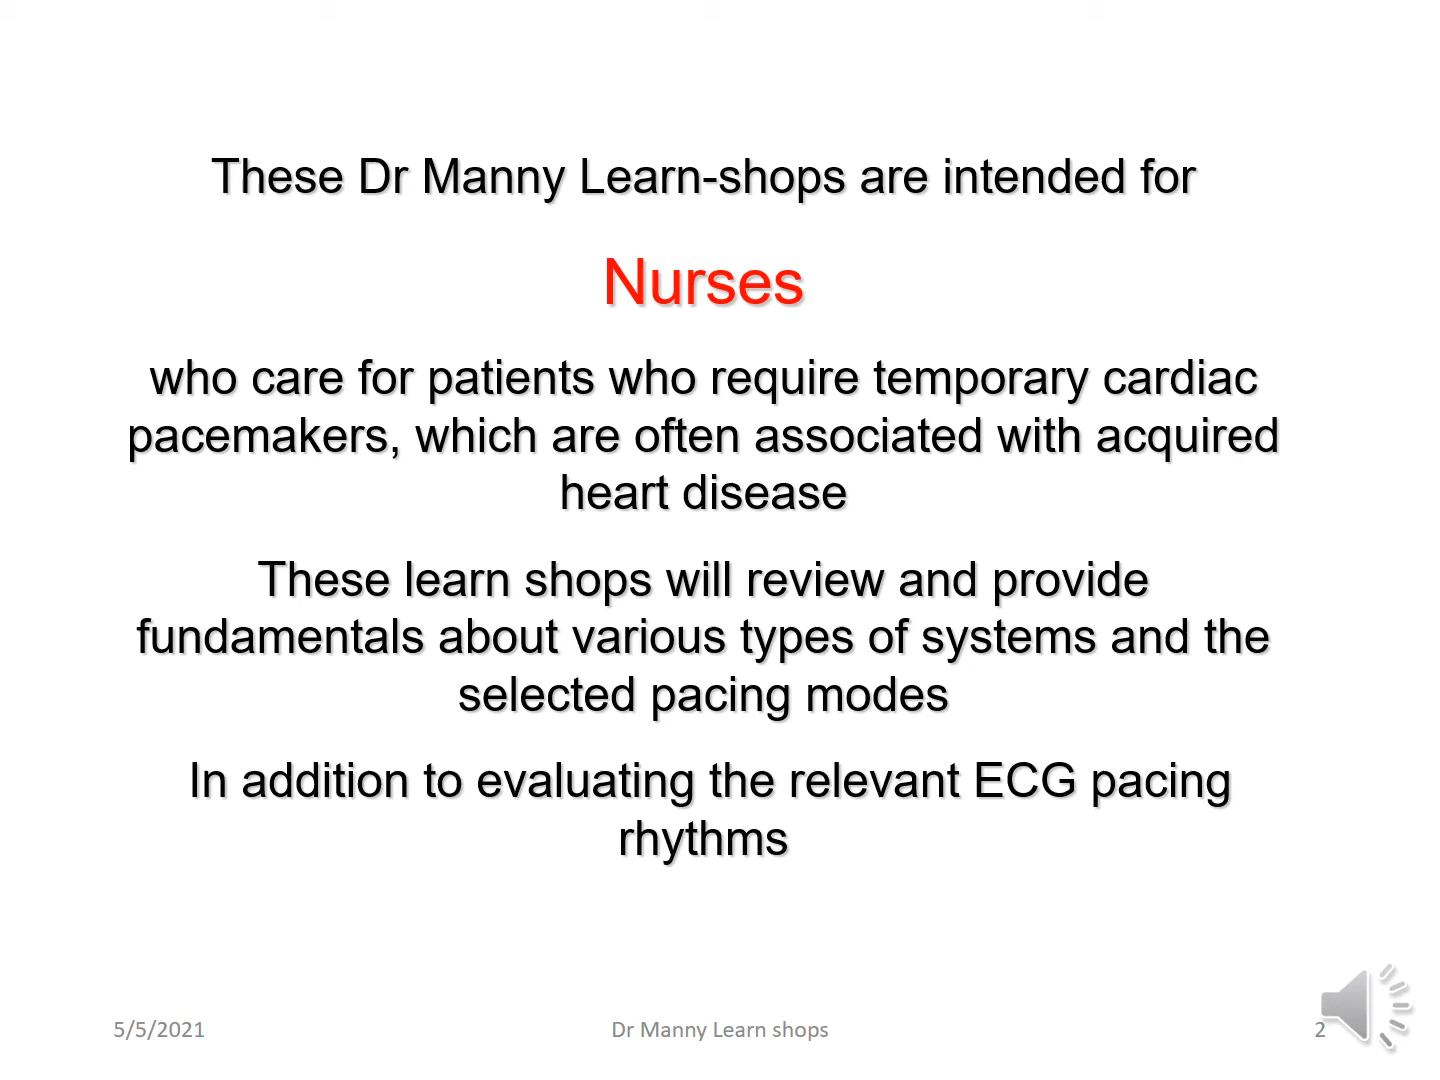 These Dr Manny Learn-shops are intended for
Nurses
who care for patients who require temporary cardiac
pacemakers, which are often associated with acquired
heart disease
These learn shops will review and provide
fundamentals about various types of systems and the
selected pacing modes
In addition to evaluating the relevant ECG pacing
rhythms
5/5/2021
Dr Manny Learn shops
2